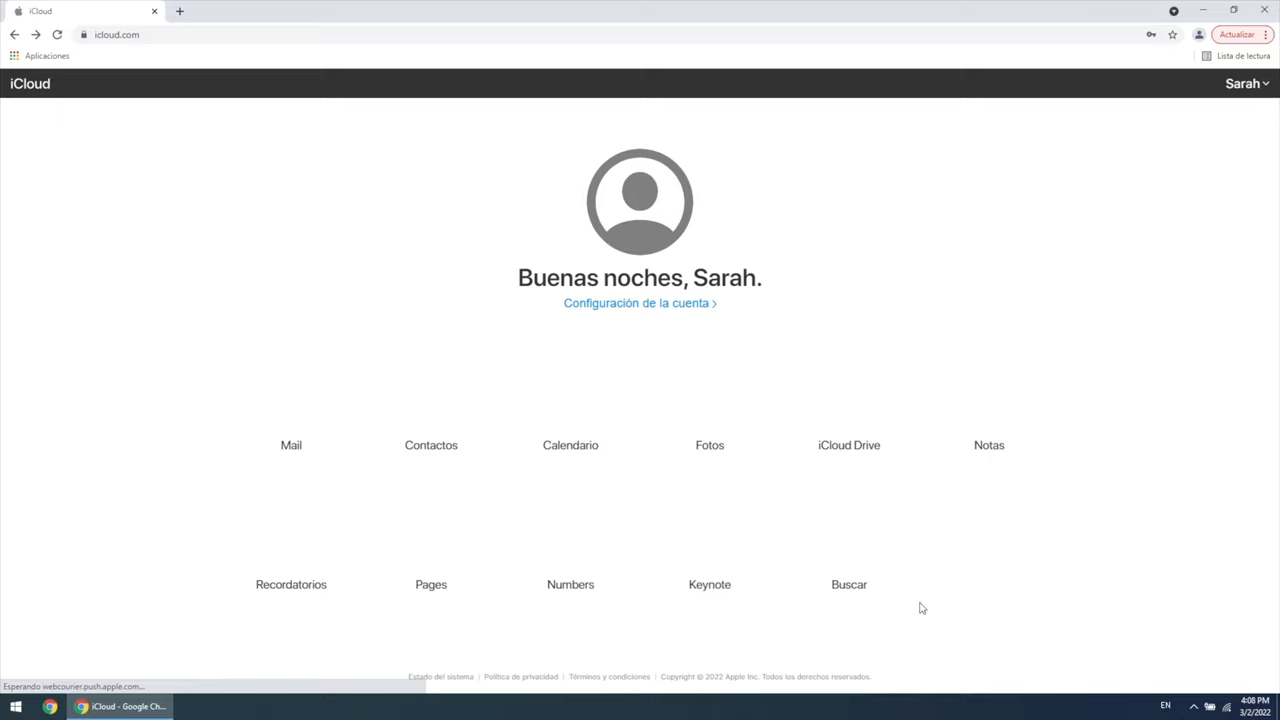 iCloud
icloud.com
Actualizar
Aplicaciones
Lista de lectura
iCloud
Sarah
Buenas noches, Sarah.
Configuración de la cuenta
Mail
Contactos
Calendario
Fotos
iCloud Drive
Notas
Recordatorios
Pages
Numbers
Keynote
Buscar
Estado del sistema | Política de privacidad | Términos y condiciones | Copyright © 2022 Apple Inc. Todos los derechos reservados.
Esperando webcourier.push.apple.com...
iCloud - Google Ch...
EN
4:08 PM
3/2/2022